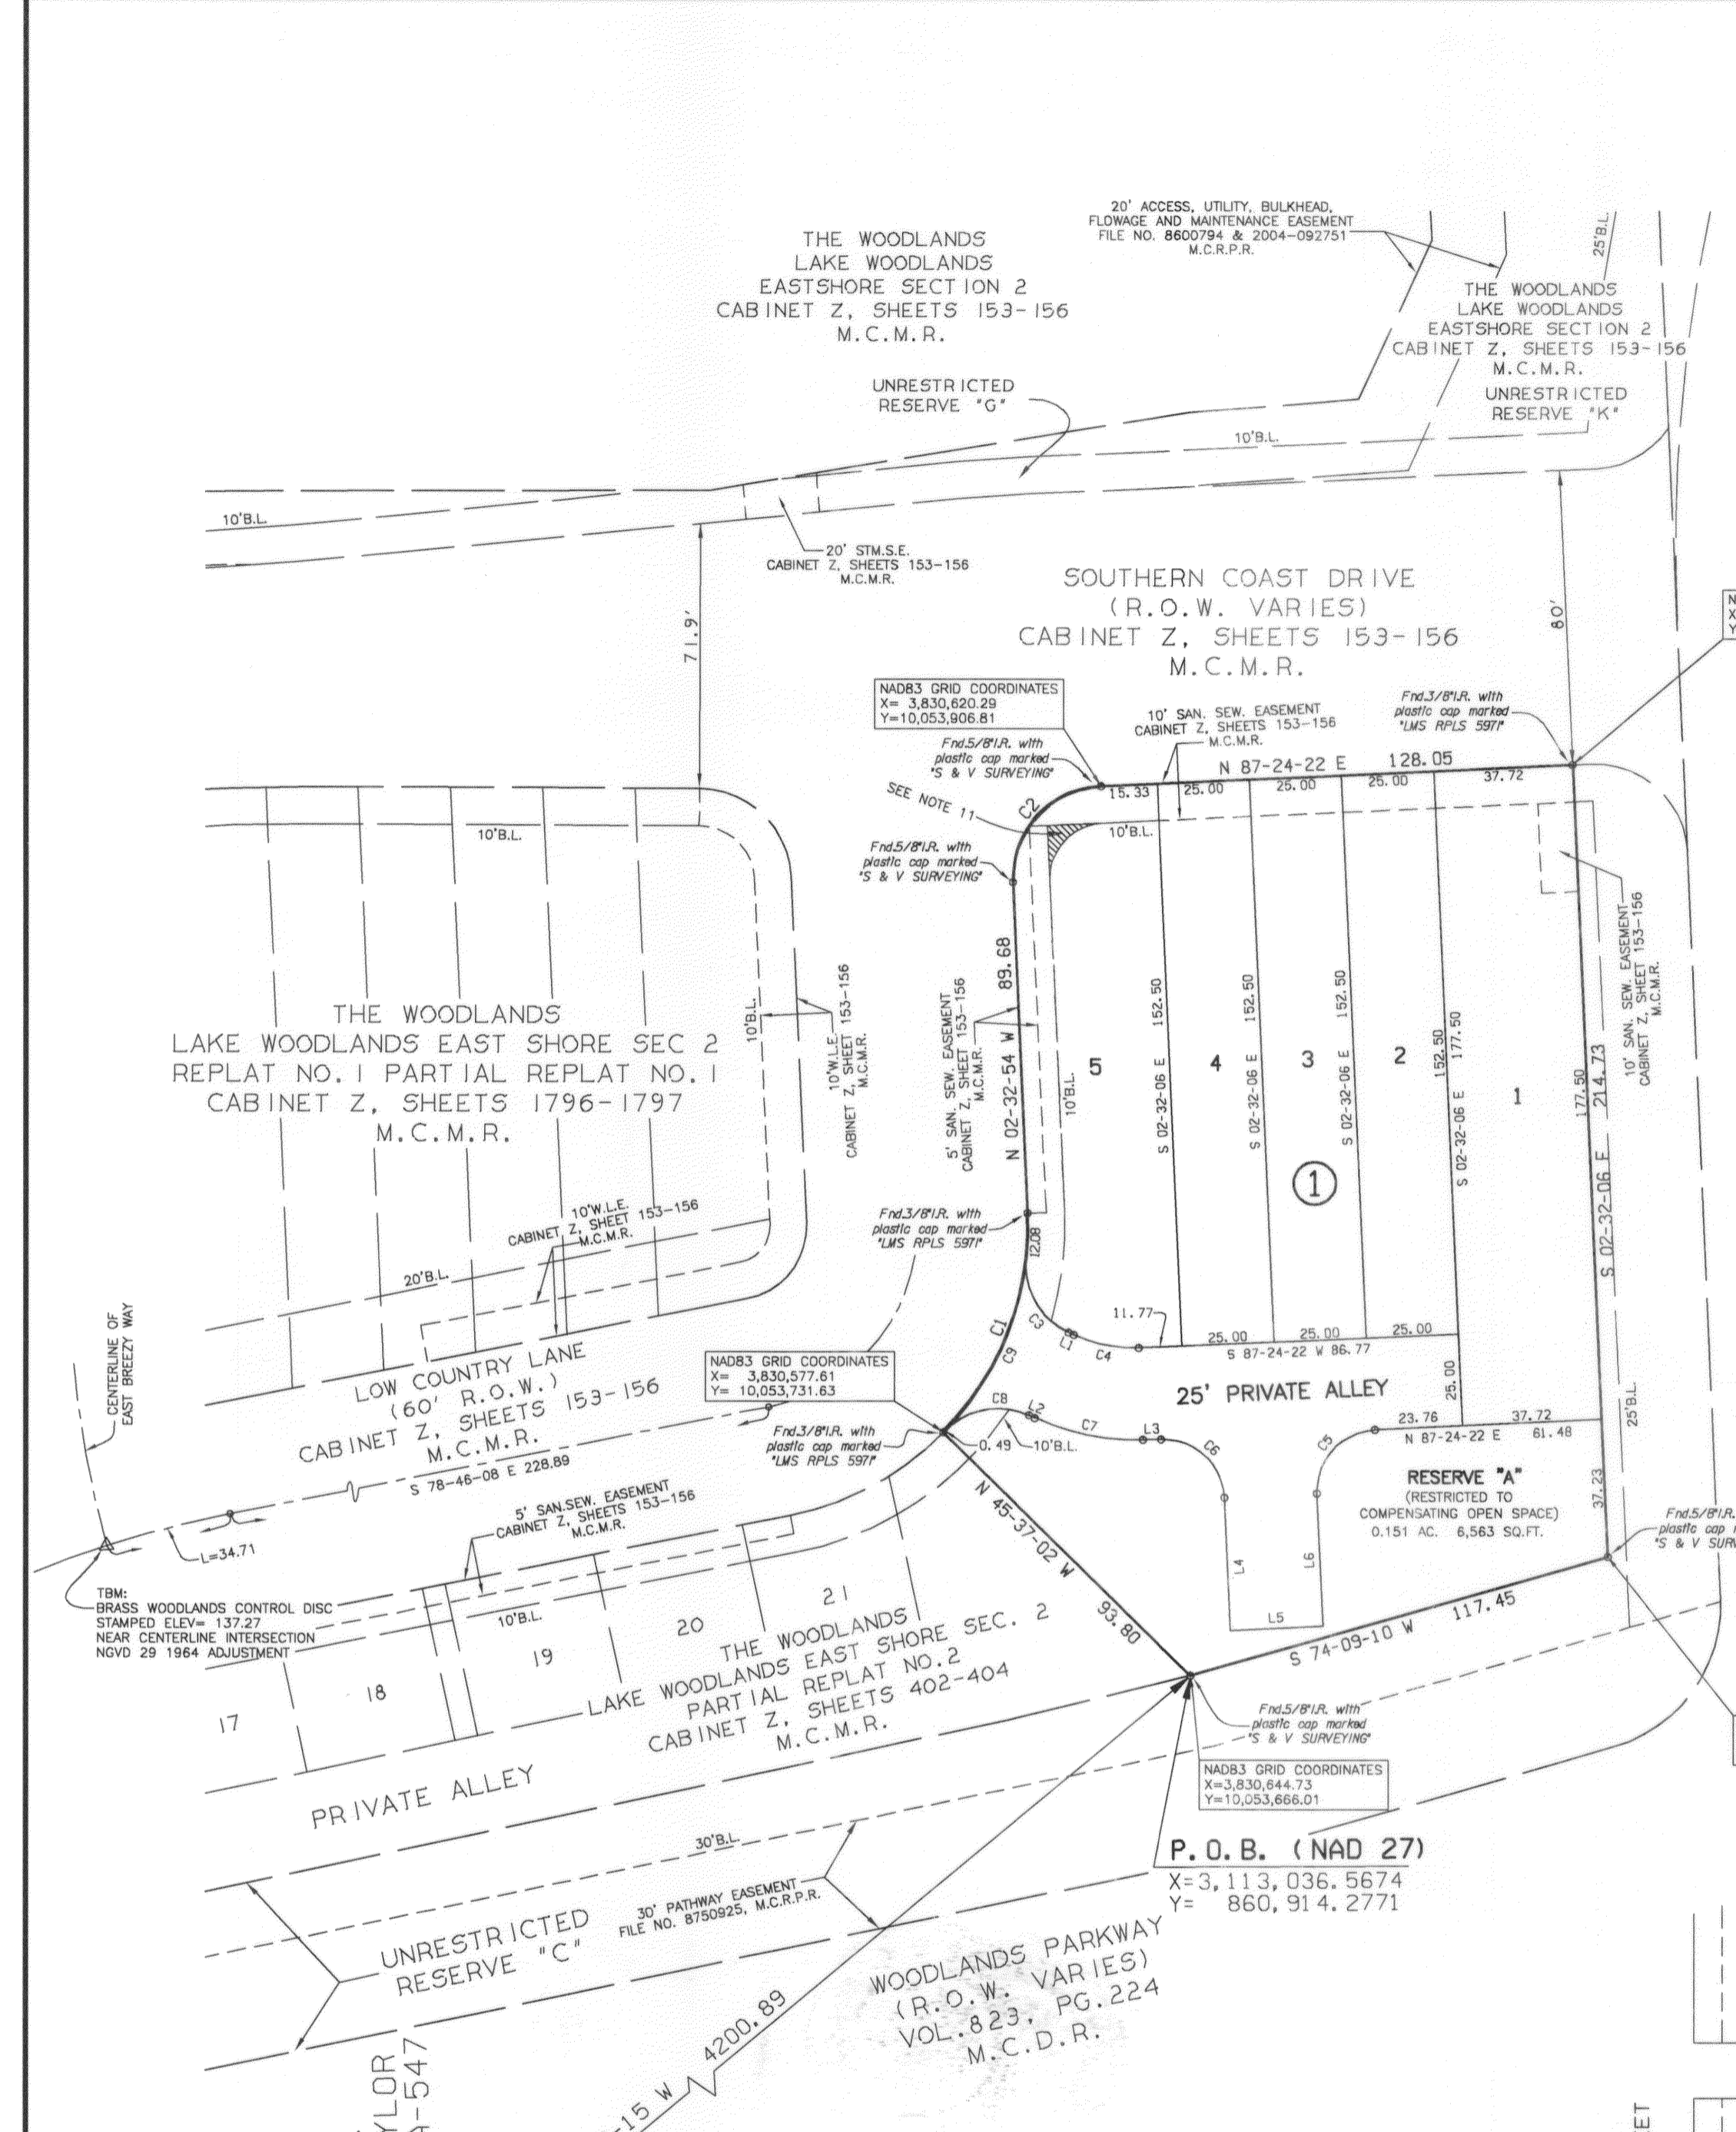 20' ACCESS, UTILITY, BULKHEAD,
FLOWAGE AND MAINTENANCE EASEMENT
FILE NO. 8600794 & 2004-092751
M.C.R.P.R.
THE WOODLANDS
LAKE WOODLANDS
EASTSHORE SECTION 2
CABINET Z, SHEETS 153-156
M.C.M.R.
25'B.L.
THE WOODLANDS
LAKE WOODLANDS
EASTSHORE SECTION 2
CABINET Z, SHEETS 153-156
M.C.M.R.
UNRESTRICTED
RESERVE "K"
UNRESTRICTED
RESERVE "G"
10'B.L.
10'B.L.
20' STM.S.E.
CABINET Z, SHEETS 153-156
M.C.M.R.
71.9'
80'
SOUTHERN COAST DRIVE
(R.O.W. VARIES)
CABINET Z, SHEETS 153-156
M.C.M.R.
N
X
Y
NAD83 GRID COORDINATES
X= 3,830,620.29
Y=10,053,906.81
Fnd.5/8"I.R. with
plastic cap marked
"S & V SURVEYING"
10' SAN. SEW. EASEMENT
CABINET Z, SHEETS 153-156
M.C.M.R.
Fnd.3/8"I.R. with
plastic cap marked
"LMS RPLS 5971"
N 87-24-22 E 128.05
15.33
25.00
25.00
25.00
37.72
SEE NOTE 11
C2
10'B.L.
10'B.L.
Fnd.5/8"I.R. with
plastic cap marked
"S & V SURVEYING"
N 02-32-54 W 89.68
5' SAN. SEW. EASEMENT
CABINET Z, SHEET 153-156
M.C.M.R.
10'B.L.
10'B.L.
10'W.L.E.
CABINET Z, SHEET 153-156
M.C.M.R.
THE WOODLANDS
LAKE WOODLANDS EAST SHORE SEC 2
REPLAT NO. 1 PARTIAL REPLAT NO. 1
CABINET Z, SHEETS 1796-1797
M.C.M.R.
5
4
3
2
1
S 02-32-06 E 152.50
S 02-32-06 E 152.50
S 02-32-06 E 152.50
152.50
S 02-32-06 E 177.50
177.50
S 02-32-06 E 214.73
10' SAN. SEW. EASEMENT
CABINET Z, SHEET 153-156
M.C.M.R.
1
10'W.L.E.
CABINET Z, SHEET 153-156
M.C.M.R.
20'B.L.
Fnd.3/8"I.R. with
plastic cap marked
"LMS RPLS 5971"
12.08
C1
C9
C3
L1
C4
11.77
25.00
25.00
25.00
S 87-24-22 W 86.77
25' PRIVATE ALLEY
25.00
CENTERLINE OF
EAST BREEZY WAY
LOW COUNTRY LANE
(60' R.O.W.)
CABINET Z, SHEETS 153-156
M.C.M.R.
S 78-46-08 E 228.89
NAD83 GRID COORDINATES
X= 3,830,577.61
Y= 10,053,731.63
Fnd.3/8"I.R. with
plastic cap marked
"LMS RPLS 5971"
C8
L2
C7
L3
C6
C5
0.49
10'B.L.
23.76
37.72
N 87-24-22 E 61.48
25'B.L.
RESERVE "A"
(RESTRICTED TO
COMPENSATING OPEN SPACE)
0.151 AC. 6,563 SQ.FT.
37.23
Fnd.5/8"I.R.
plastic cap
"S & V SUR
L4
L6
L5
L=34.71
TBM:
BRASS WOODLANDS CONTROL DISC
STAMPED ELEV= 137.27
NEAR CENTERLINE INTERSECTION
NGVD 29 1964 ADJUSTMENT
5' SAN.SEW. EASEMENT
CABINET Z, SHEETS 153-156
M.C.M.R.
10'B.L.
N 45-37-02 W 93.80
S 74-09-10 W 117.45
17
18
19
20
21
THE WOODLANDS
LAKE WOODLANDS EAST SHORE SEC. 2
PARTIAL REPLAT NO.2
CABINET Z, SHEETS 402-404
M.C.M.R.
Fnd.5/8"I.R. with
plastic cap marked
"S & V SURVEYING"
NAD83 GRID COORDINATES
X=3,830,644.73
Y=10,053,666.01
PRIVATE ALLEY
30'B.L.
P.O.B. (NAD 27)
X=3,113,036.5674
Y= 860,914.2771
30' PATHWAY EASEMENT
FILE NO. 8750925, M.C.R.P.R.
UNRESTRICTED
RESERVE "C"
WOODLANDS PARKWAY
(R.O.W. VARIES)
VOL.823, PG.224
M.C.D.R.
4200.89
-15 W
YLOR
-547
EET